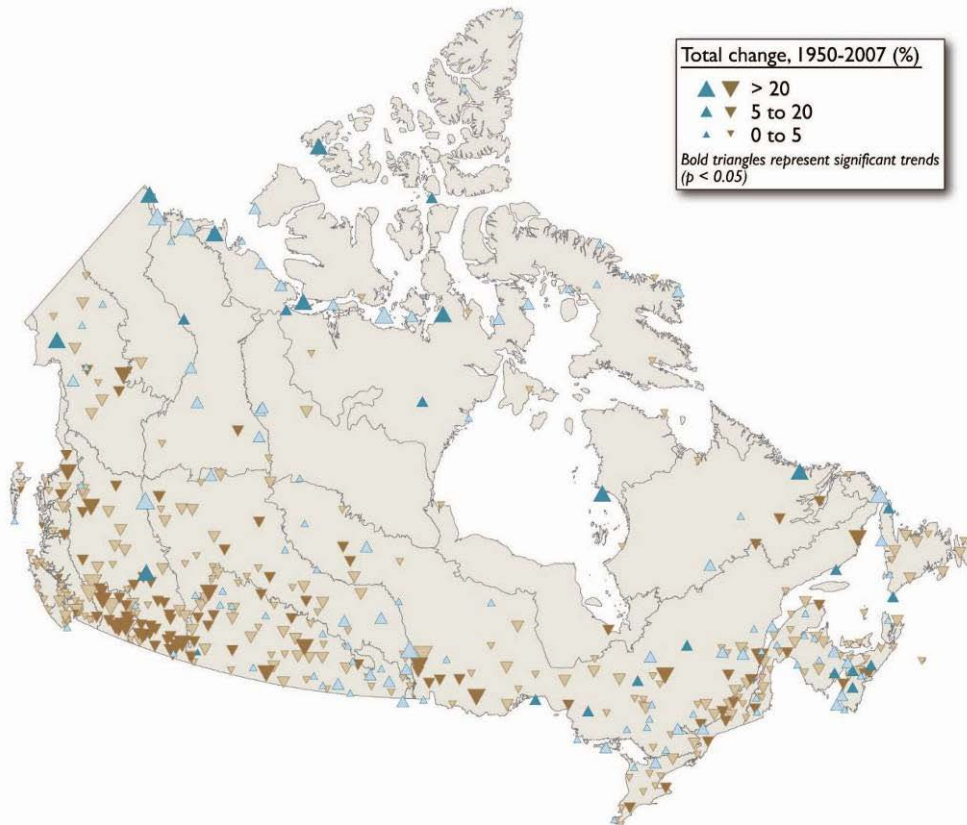 Total change, 1950-2007 (%)
> 20
5 to 20
0 to 5
Bold triangles represent significant trends
(p < 0.05)